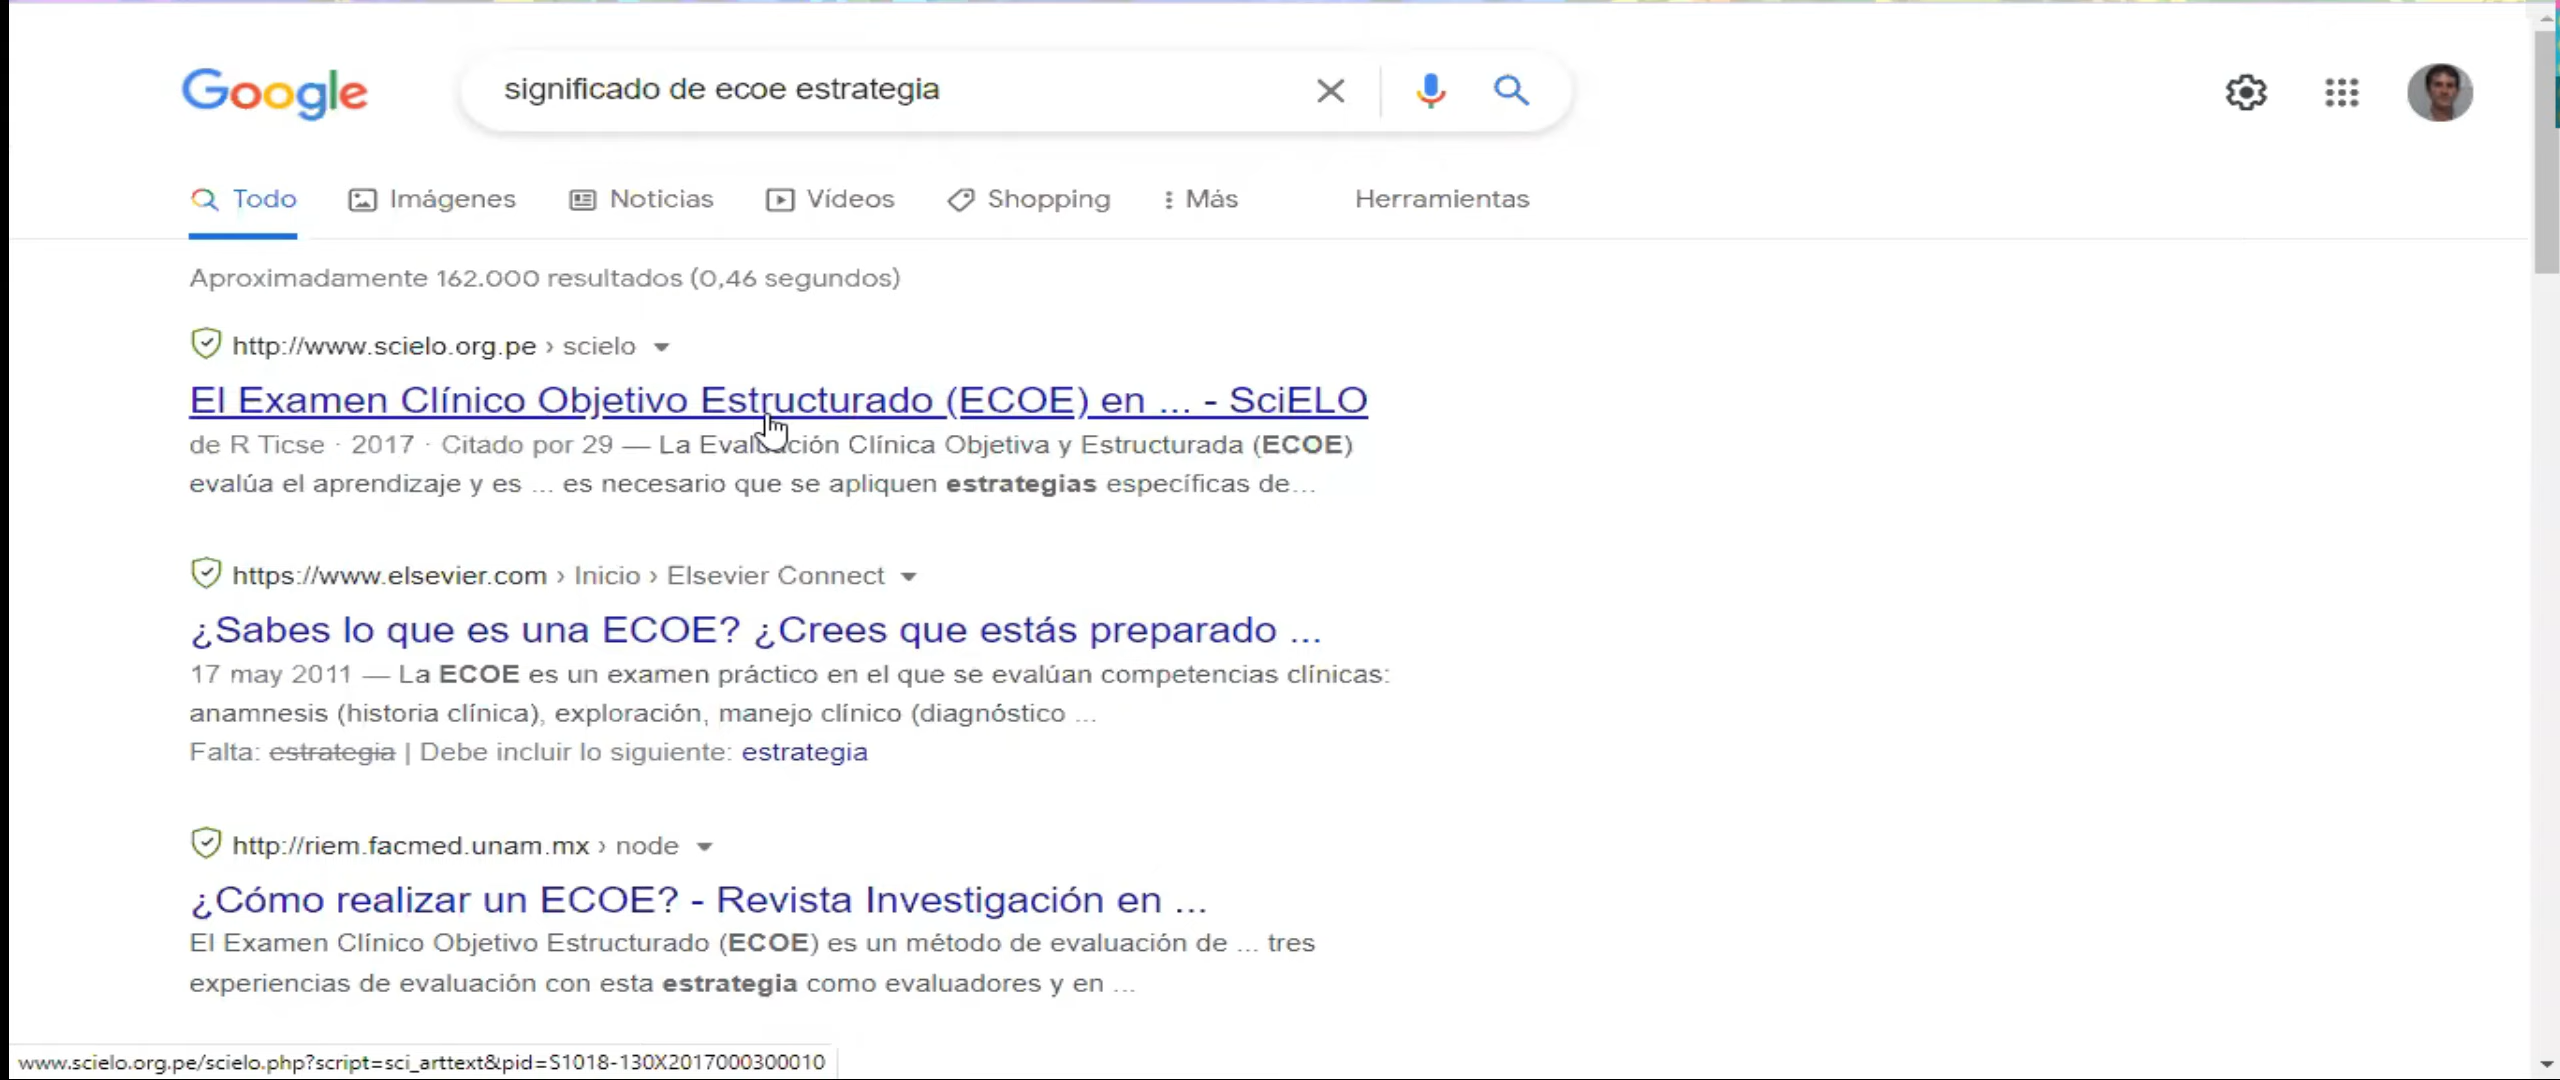 Google
significado de ecoe estrategia
Todo
Imágenes
Noticias
Vídeos
Shopping
Más
Herramientas
Aproximadamente 162.000 resultados (0,46 segundos)
http://www.scielo.org.pe › scielo
El Examen Clínico Objetivo Estructurado (ECOE) en ... - SciELO
de R Ticse · 2017 · Citado por 29 — La Evaluación Clínica Objetiva y Estructurada (ECOE)
evalúa el aprendizaje y es ... es necesario que se apliquen estrategias específicas de...
https://www.elsevier.com › Inicio › Elsevier Connect
¿Sabes lo que es una ECOE? ¿Crees que estás preparado ...
17 may 2011 — La ECOE es un examen práctico en el que se evalúan competencias clínicas:
anamnesis (historia clínica), exploración, manejo clínico (diagnóstico ...
Falta: estrategia | Debe incluir lo siguiente: estrategia
http://riem.facmed.unam.mx › node
¿Cómo realizar un ECOE? - Revista Investigación en ...
El Examen Clínico Objetivo Estructurado (ECOE) es un método de evaluación de ... tres
experiencias de evaluación con esta estrategia como evaluadores y en ...
www.scielo.org.pe/scielo.php?script=sci_arttext&pid=S1018-130X2017000300010